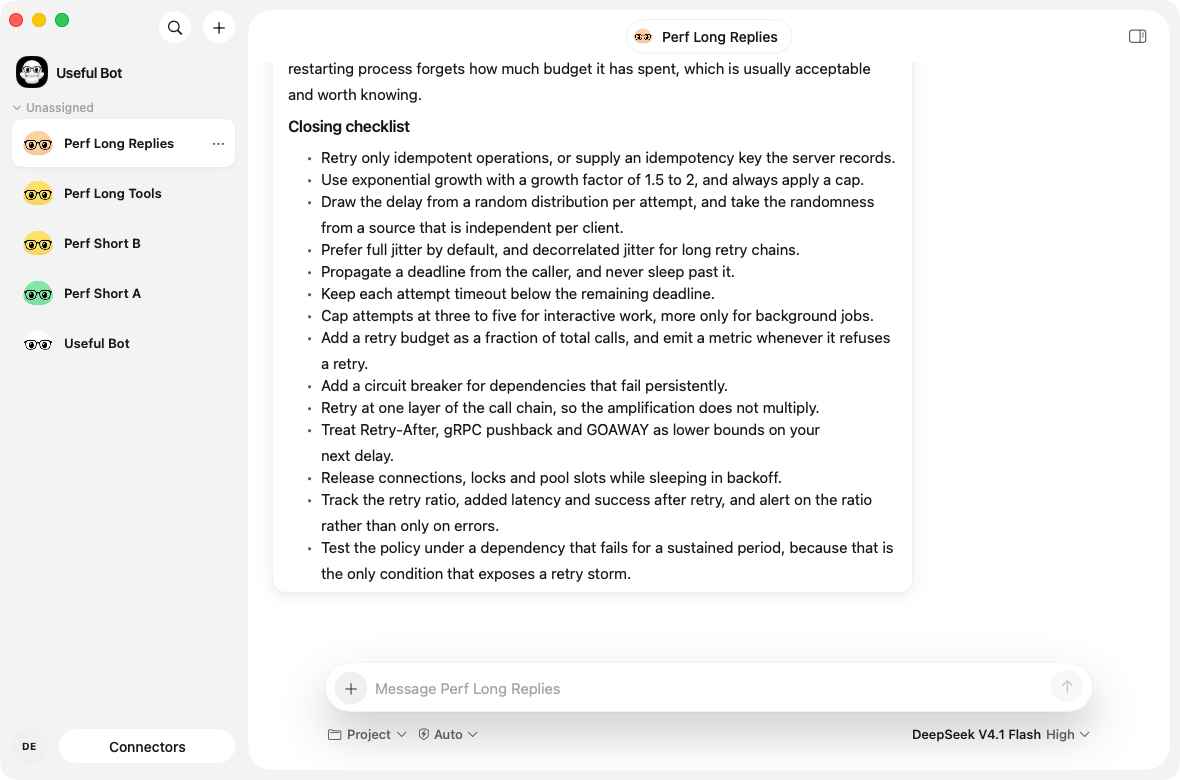 Useful Bot
Unassigned
Perf Long Replies
Perf Long Tools
Perf Short B
Perf Short A
Useful Bot
DE
Connectors
Perf Long Replies
restarting process forgets how much budget it has spent, which is usually acceptable
and worth knowing.
Closing checklist
Retry only idempotent operations, or supply an idempotency key the server records.
Use exponential growth with a growth factor of 1.5 to 2, and always apply a cap.
Draw the delay from a random distribution per attempt, and take the randomness
from a source that is independent per client.
Prefer full jitter by default, and decorrelated jitter for long retry chains.
Propagate a deadline from the caller, and never sleep past it.
Keep each attempt timeout below the remaining deadline.
Cap attempts at three to five for interactive work, more only for background jobs.
Add a retry budget as a fraction of total calls, and emit a metric whenever it refuses
a retry.
Add a circuit breaker for dependencies that fail persistently.
Retry at one layer of the call chain, so the amplification does not multiply.
Treat Retry-After, gRPC pushback and GOAWAY as lower bounds on your
next delay.
Release connections, locks and pool slots while sleeping in backoff.
Track the retry ratio, added latency and success after retry, and alert on the ratio
rather than only on errors.
Test the policy under a dependency that fails for a sustained period, because that is
the only condition that exposes a retry storm.
Message Perf Long Replies
Project Auto DeepSeek V4.1 Flash High